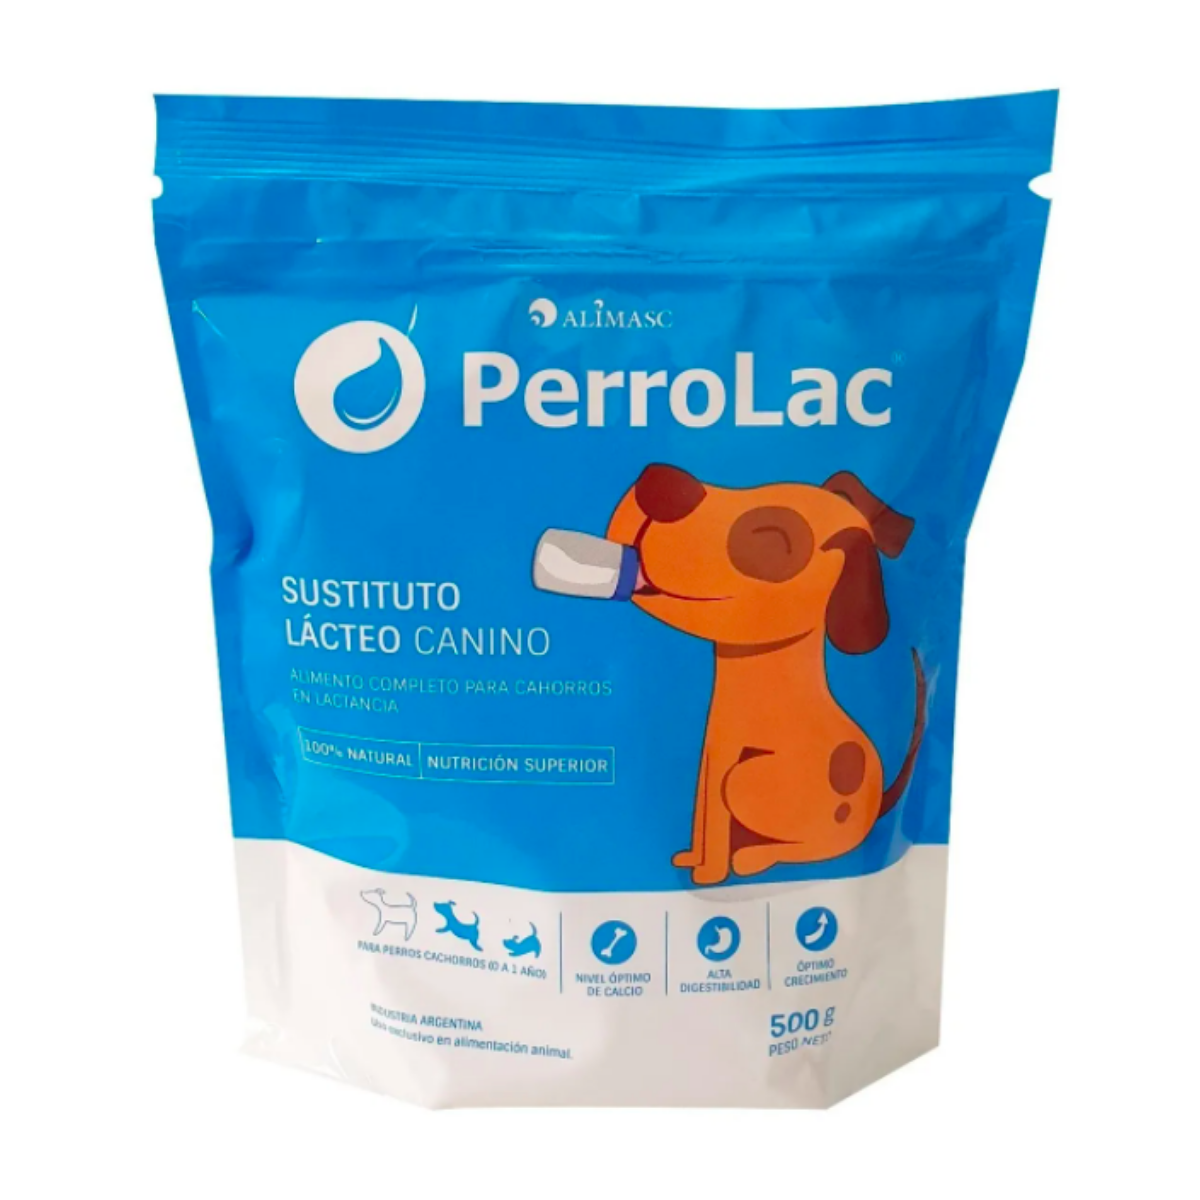 ALIMASC
PerroLac®
SUSTITUTO
LÁCTEO CANINO
ALIMENTO COMPLETO PARA CAHORROS
EN LACTANCIA
100% NATURAL
NUTRICIÓN SUPERIOR
PARA PERROS CACHORROS (0 A 1 AÑO)
NIVEL ÓPTIMO
DE CALCIO
ALTA
DIGESTIBILIDAD
ÓPTIMO
CRECIMIENTO
INDUSTRIA ARGENTINA
Uso exclusivo en alimentación animal.
500 g
PESO NETO